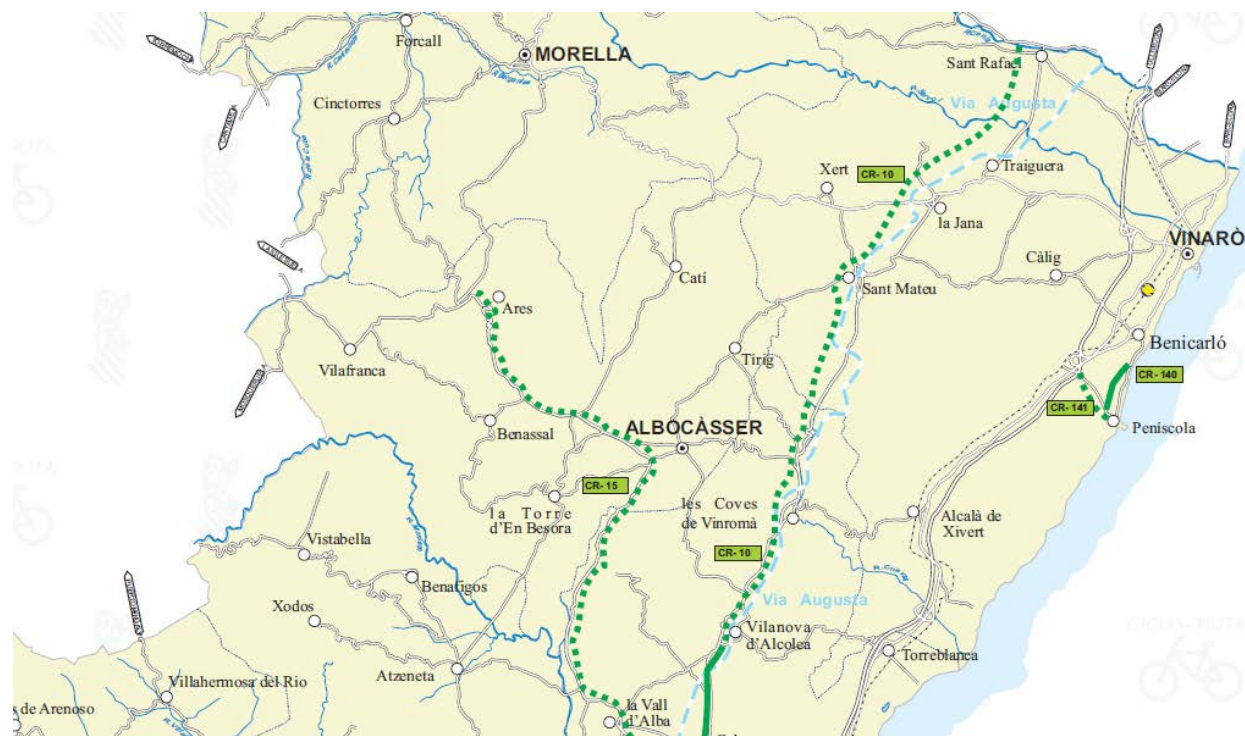 Forcall
MORELLA
Sant Rafael
Cinctorres
Via Augusta
Xert
CR- 10
Traiguera
la Jana
VINARÒ
Càlig
Catí
Sant Mateu
Ares
Benicarló
Vilafranca
Tírig
CR- 140
CR- 141
Peníscola
Benassal
ALBOCÀSSER
CR- 15
la Torre
d'En Besora
les Coves
de Vinromà
Alcalà de
Xivert
Vistabella
CR- 10
Benafigos
Via Augusta
Xodos
Vilanova
d'Alcolea
Torreblanca
Atzeneta
Villahermosa del Rio
s de Arenoso
la Vall
d'Alba
CICLO - RUTA